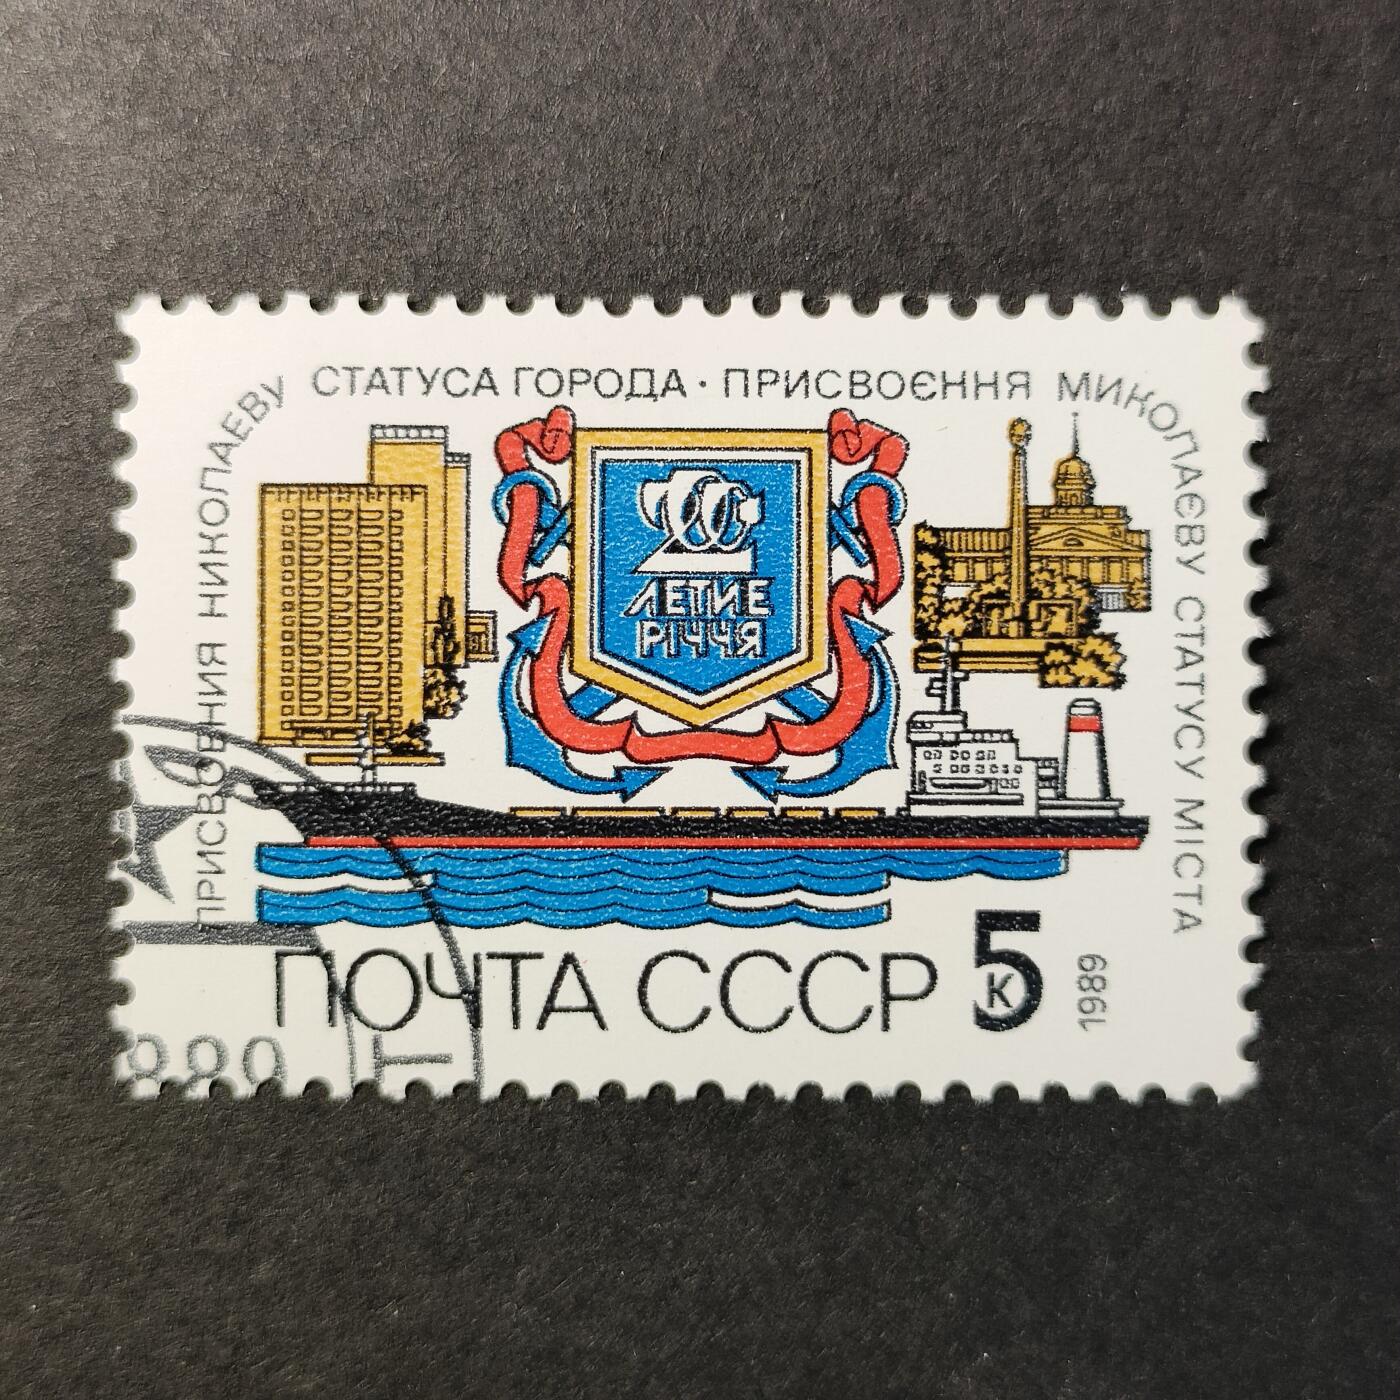 ПРИСВОЕНИЯ НИКОЛАЕВУ СТАТУСА ГОРОДА · ПРИСВОЄННЯ МИКОЛАЄВУ СТАТУСУ МІСТА
200
ЛЕТИЕ
РІЧЧЯ
ПОЧТА СССР 5 К
1989